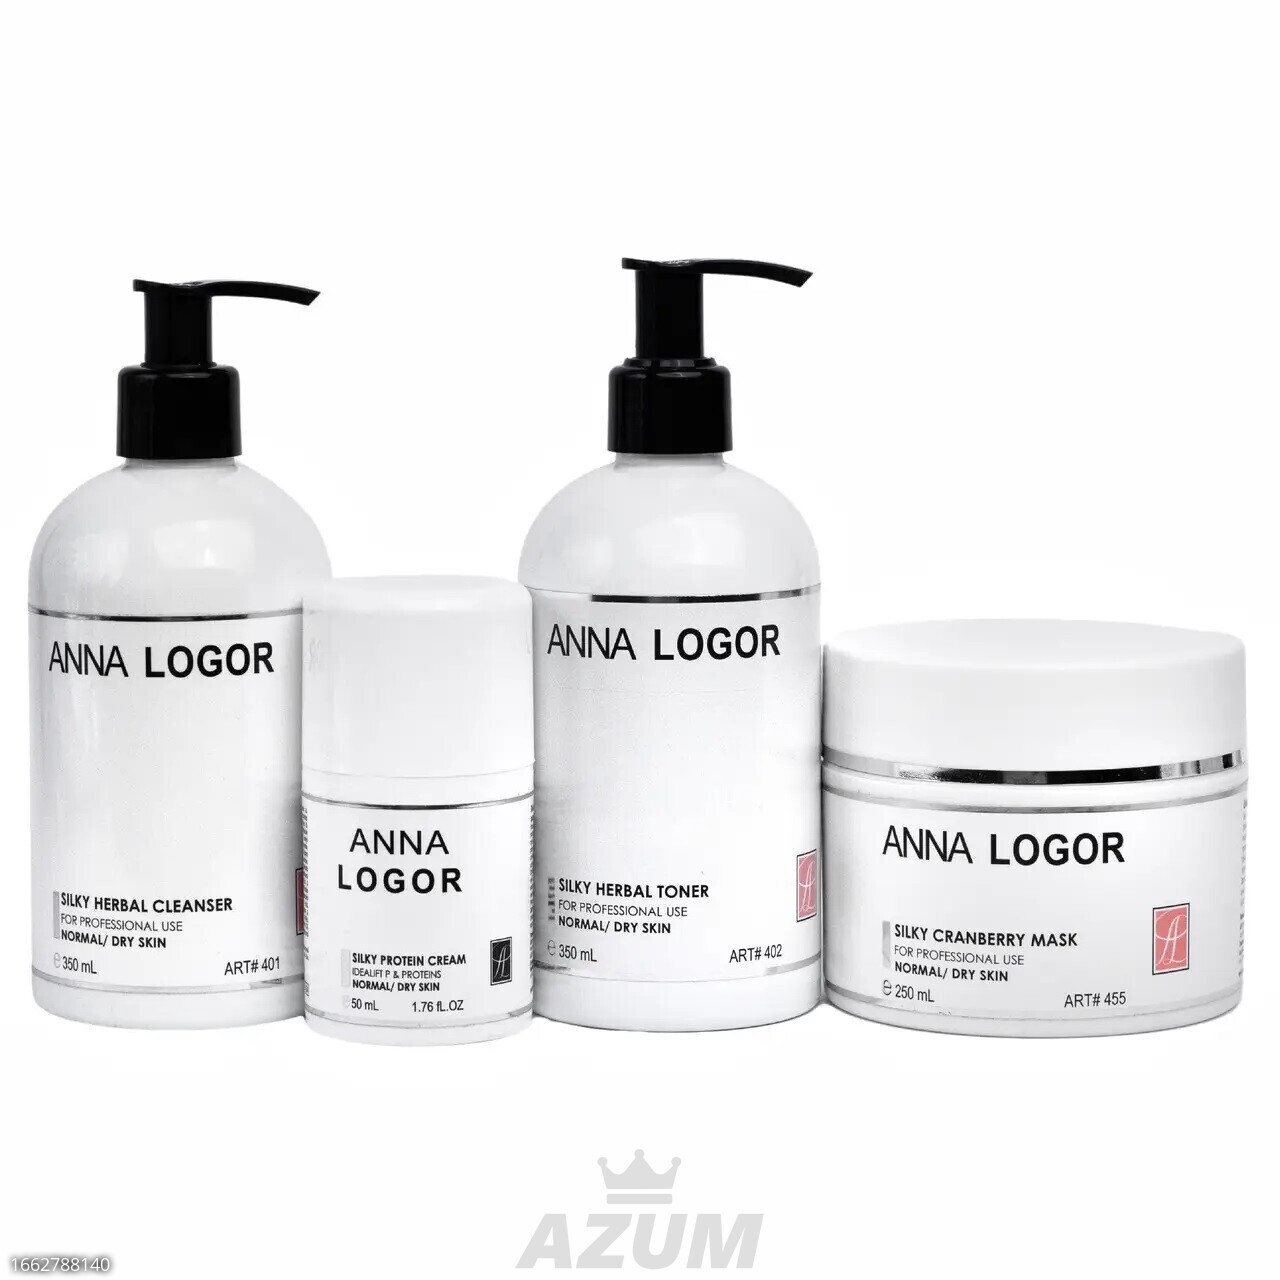 ANNA LOGOR
SILKY HERBAL CLEANSER
FOR PROFESSIONAL USE
NORMAL/ DRY SKIN
℮ 350 mL
ART# 401
ANNA
LOGOR
SILKY PROTEIN CREAM
IDEALIFT P & PROTEINS
NORMAL/ DRY SKIN
℮ 50 mL
1.76 fL.OZ
ANNA LOGOR
SILKY HERBAL TONER
FOR PROFESSIONAL USE
NORMAL/ DRY SKIN
℮ 350 mL
ART# 402
ANNA LOGOR
SILKY CRANBERRY MASK
FOR PROFESSIONAL USE
NORMAL/ DRY SKIN
℮ 250 mL
ART# 455
AL
AZUM
1662788140